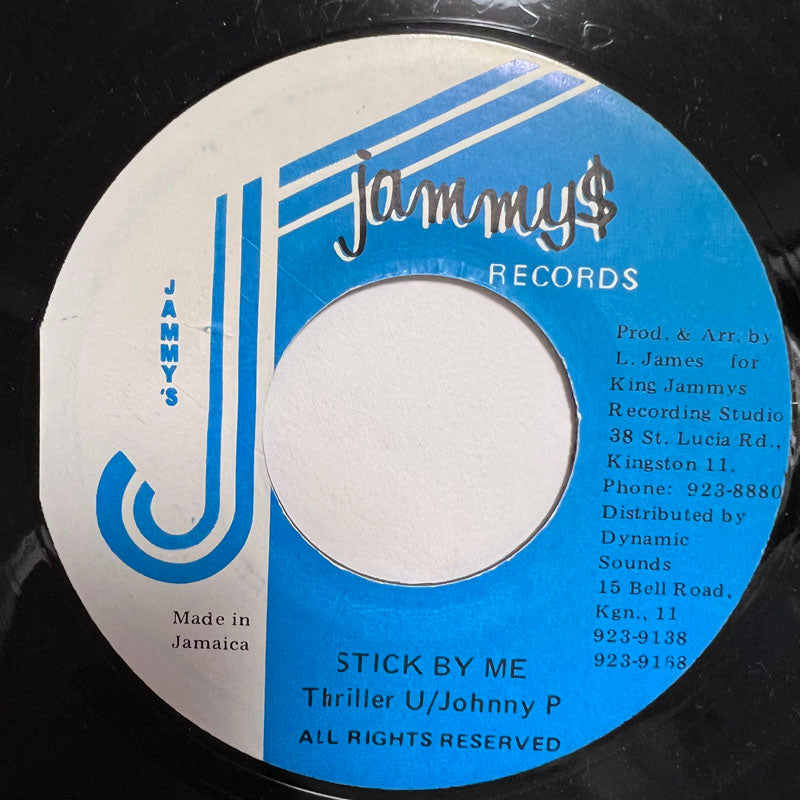 jammy$
RECORDS
JAMMY'S
Prod. & Arr. by
L. James for
King Jammys
Recording Studio
38 St. Lucia Rd.,
Kingston 11.
Phone: 923-8880
Distributed by
Dynamic
Sounds
15 Bell Road,
Kgn., 11
923-9138
923-9168
Made in
Jamaica
STICK BY ME
Thriller U/Johnny P
ALL RIGHTS RESERVED